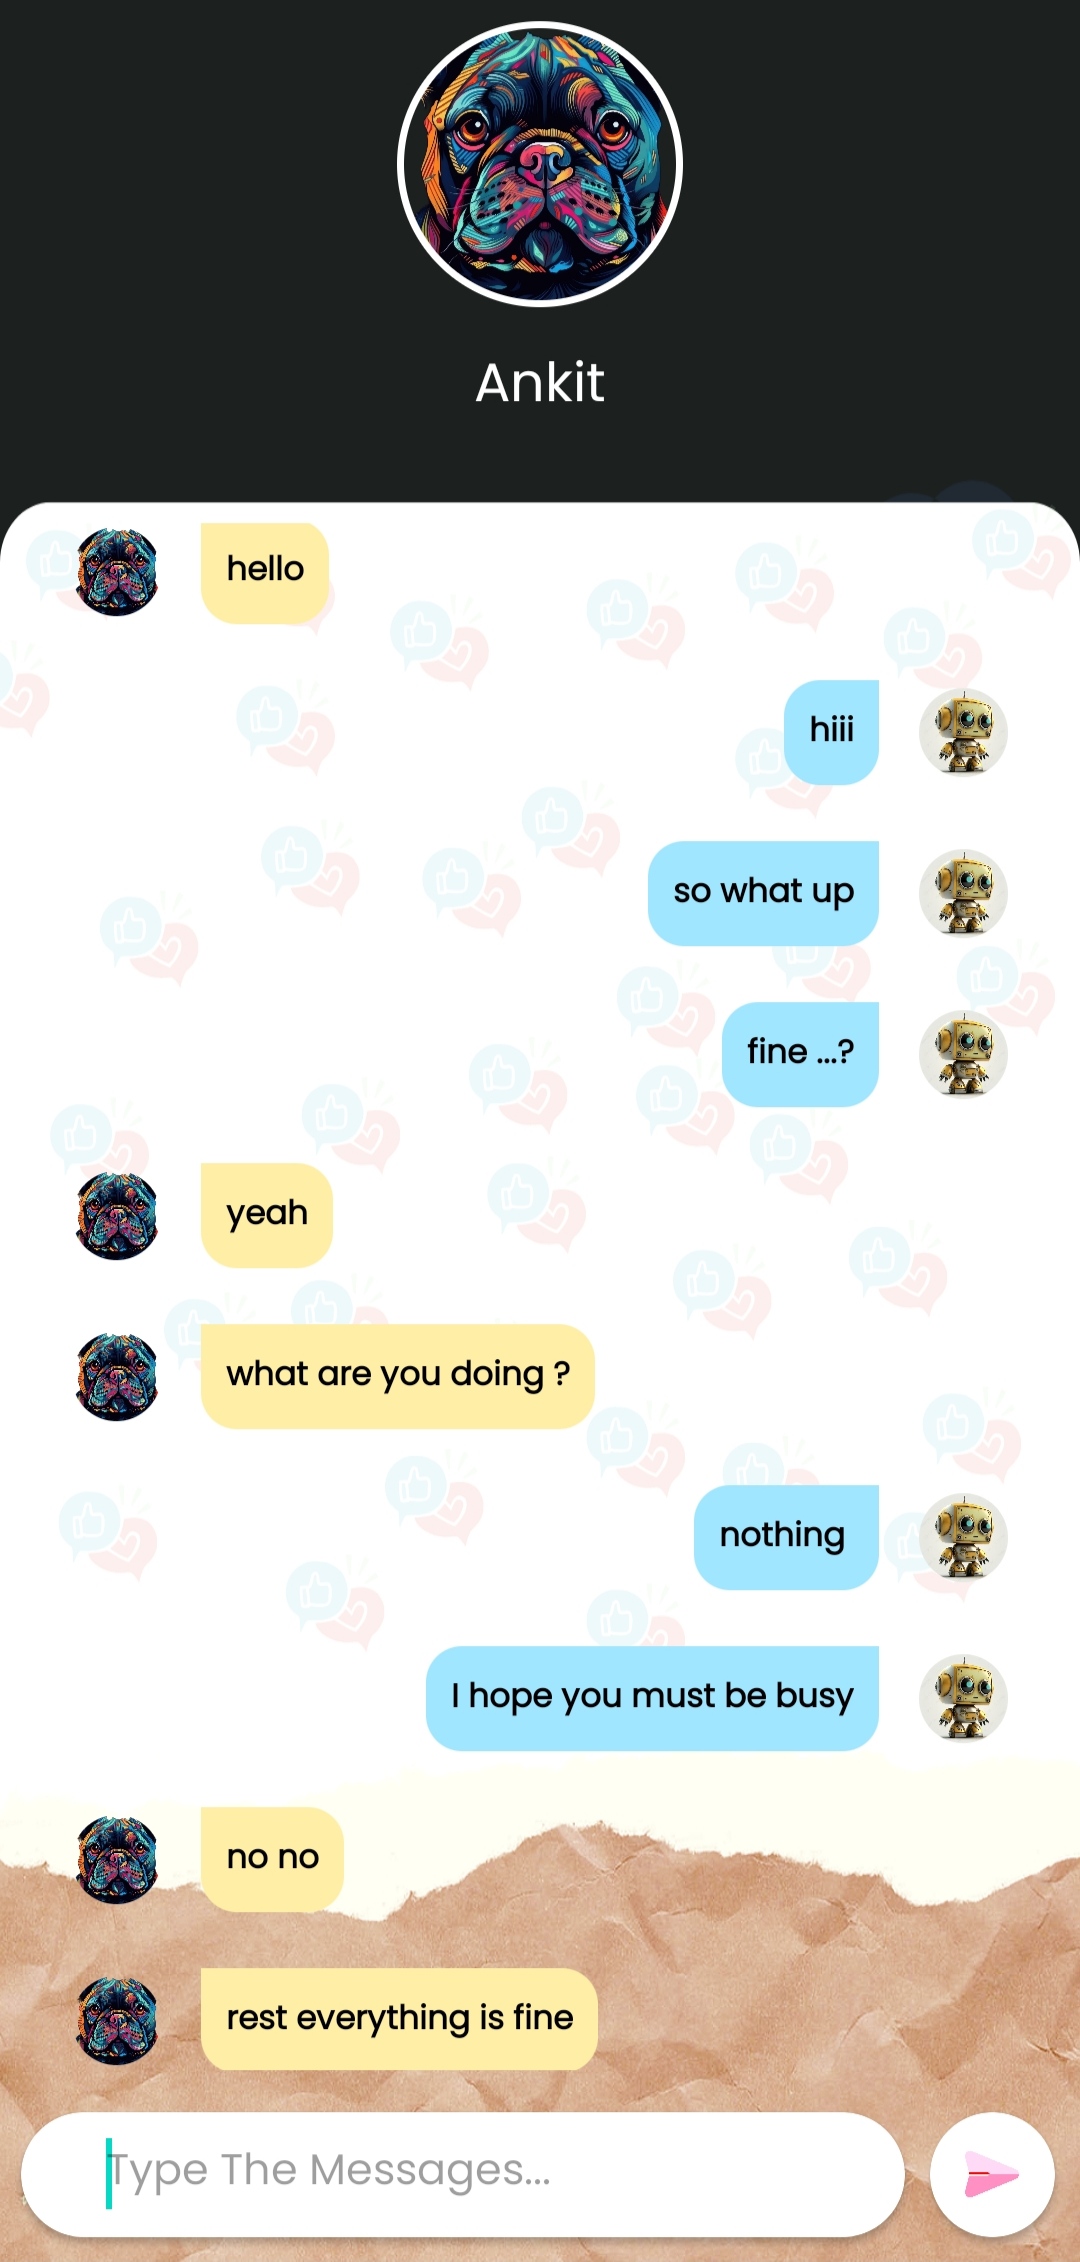 Ankit
hello
hiii
so what up
fine ...?
yeah
what are you doing ?
nothing
I hope you must be busy
no no
rest everything is fine
Type The Messages...